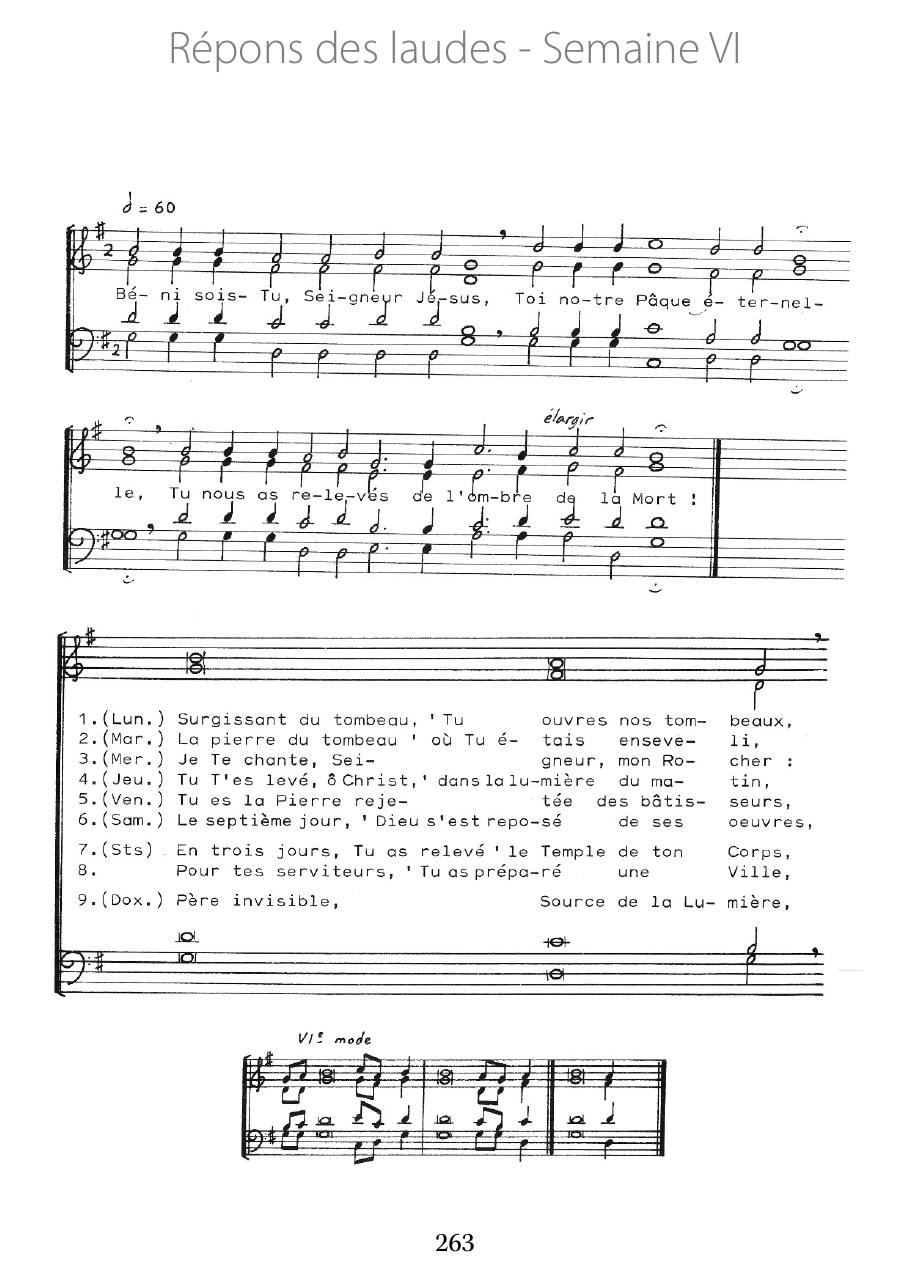 Répons des laudes - Semaine VI
= 60
2
Bé- ni sois- Tu, Sei-gneur Jé-sus, Toi no-tre Pâque é- ter-nel-
2
élargir
le, Tu nous as re-le-vés de l'om-bre de la Mort !
1.(Lun.) Surgissant du tombeau, ' Tu ouvres nos tom- beaux,
2.(Mar.) La pierre du tombeau ' où Tu é- tais enseve- li,
3.(Mer.) Je Te chante, Sei- gneur, mon Ro- cher :
4.(Jeu.) Tu T'es levé, ô Christ,' dans la lu-mière du ma- tin,
5.(Ven.) Tu es la Pierre reje- tée des bâtis- seurs,
6.(Sam.) Le septième jour, ' Dieu s'est repo-sé de ses oeuvres,
7.(Sts) En trois jours, Tu as relevé ' le Temple de ton Corps,
8. Pour tes serviteurs, ' Tu as prépa-ré une Ville,
9.(Dox.) Père invisible, Source de la Lu- mière,
VIe mode
263